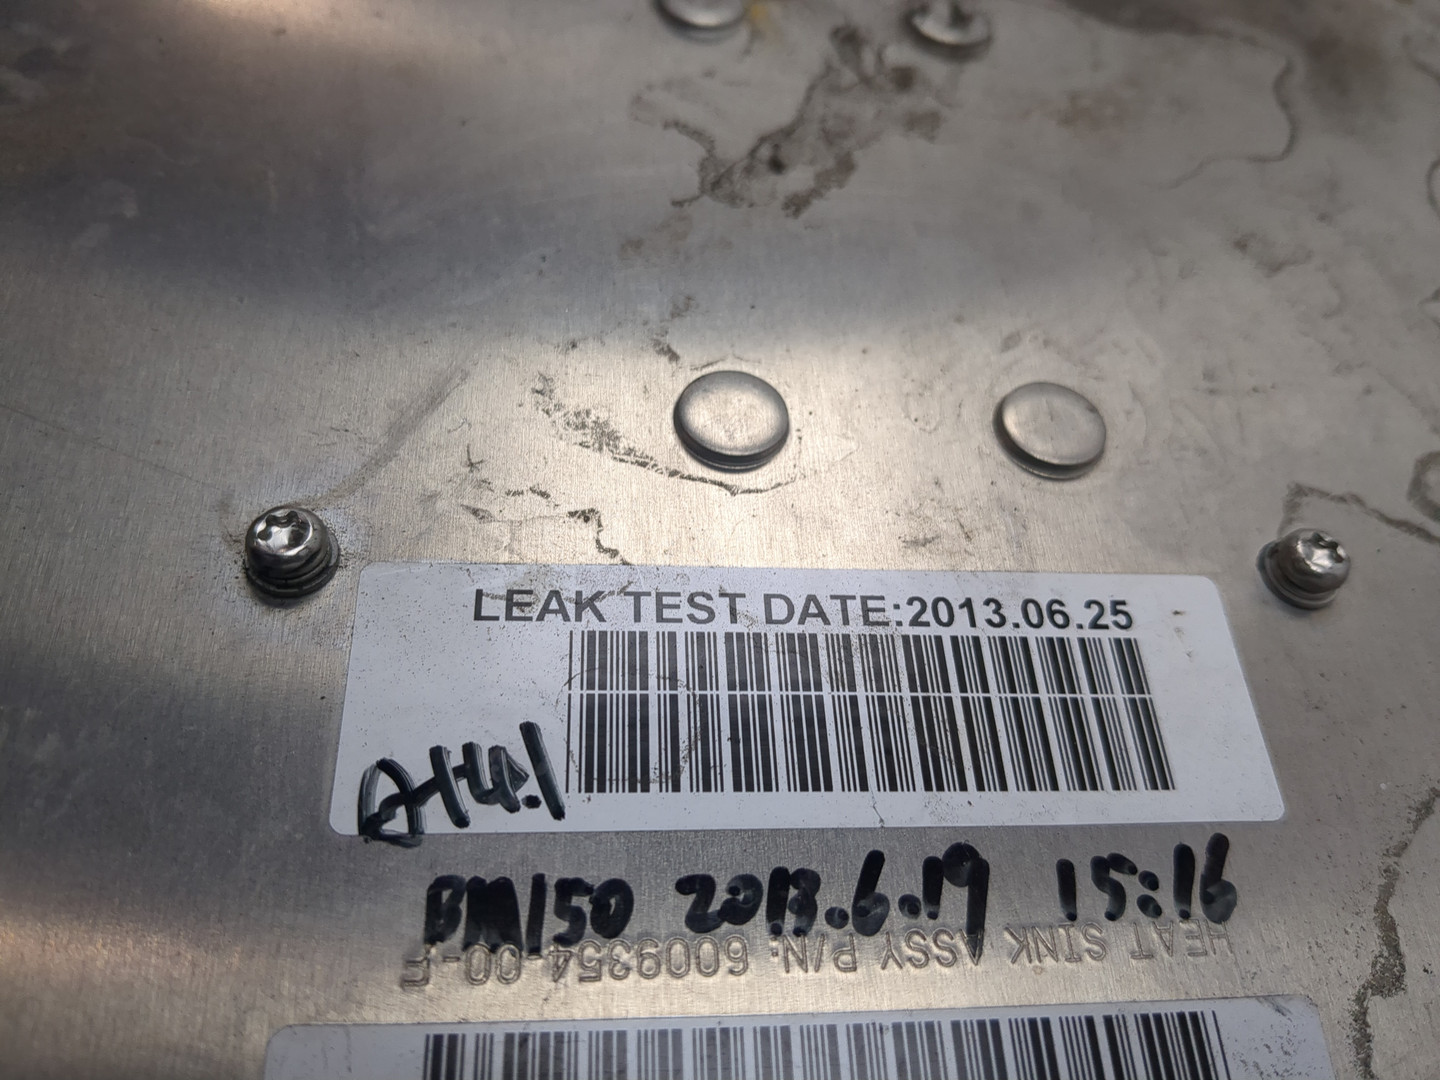 LEAK TEST DATE:2013.06.25
BM150 2013.6.19 15:16
HEAT SINK ASSY P/N: 6009354-00-F